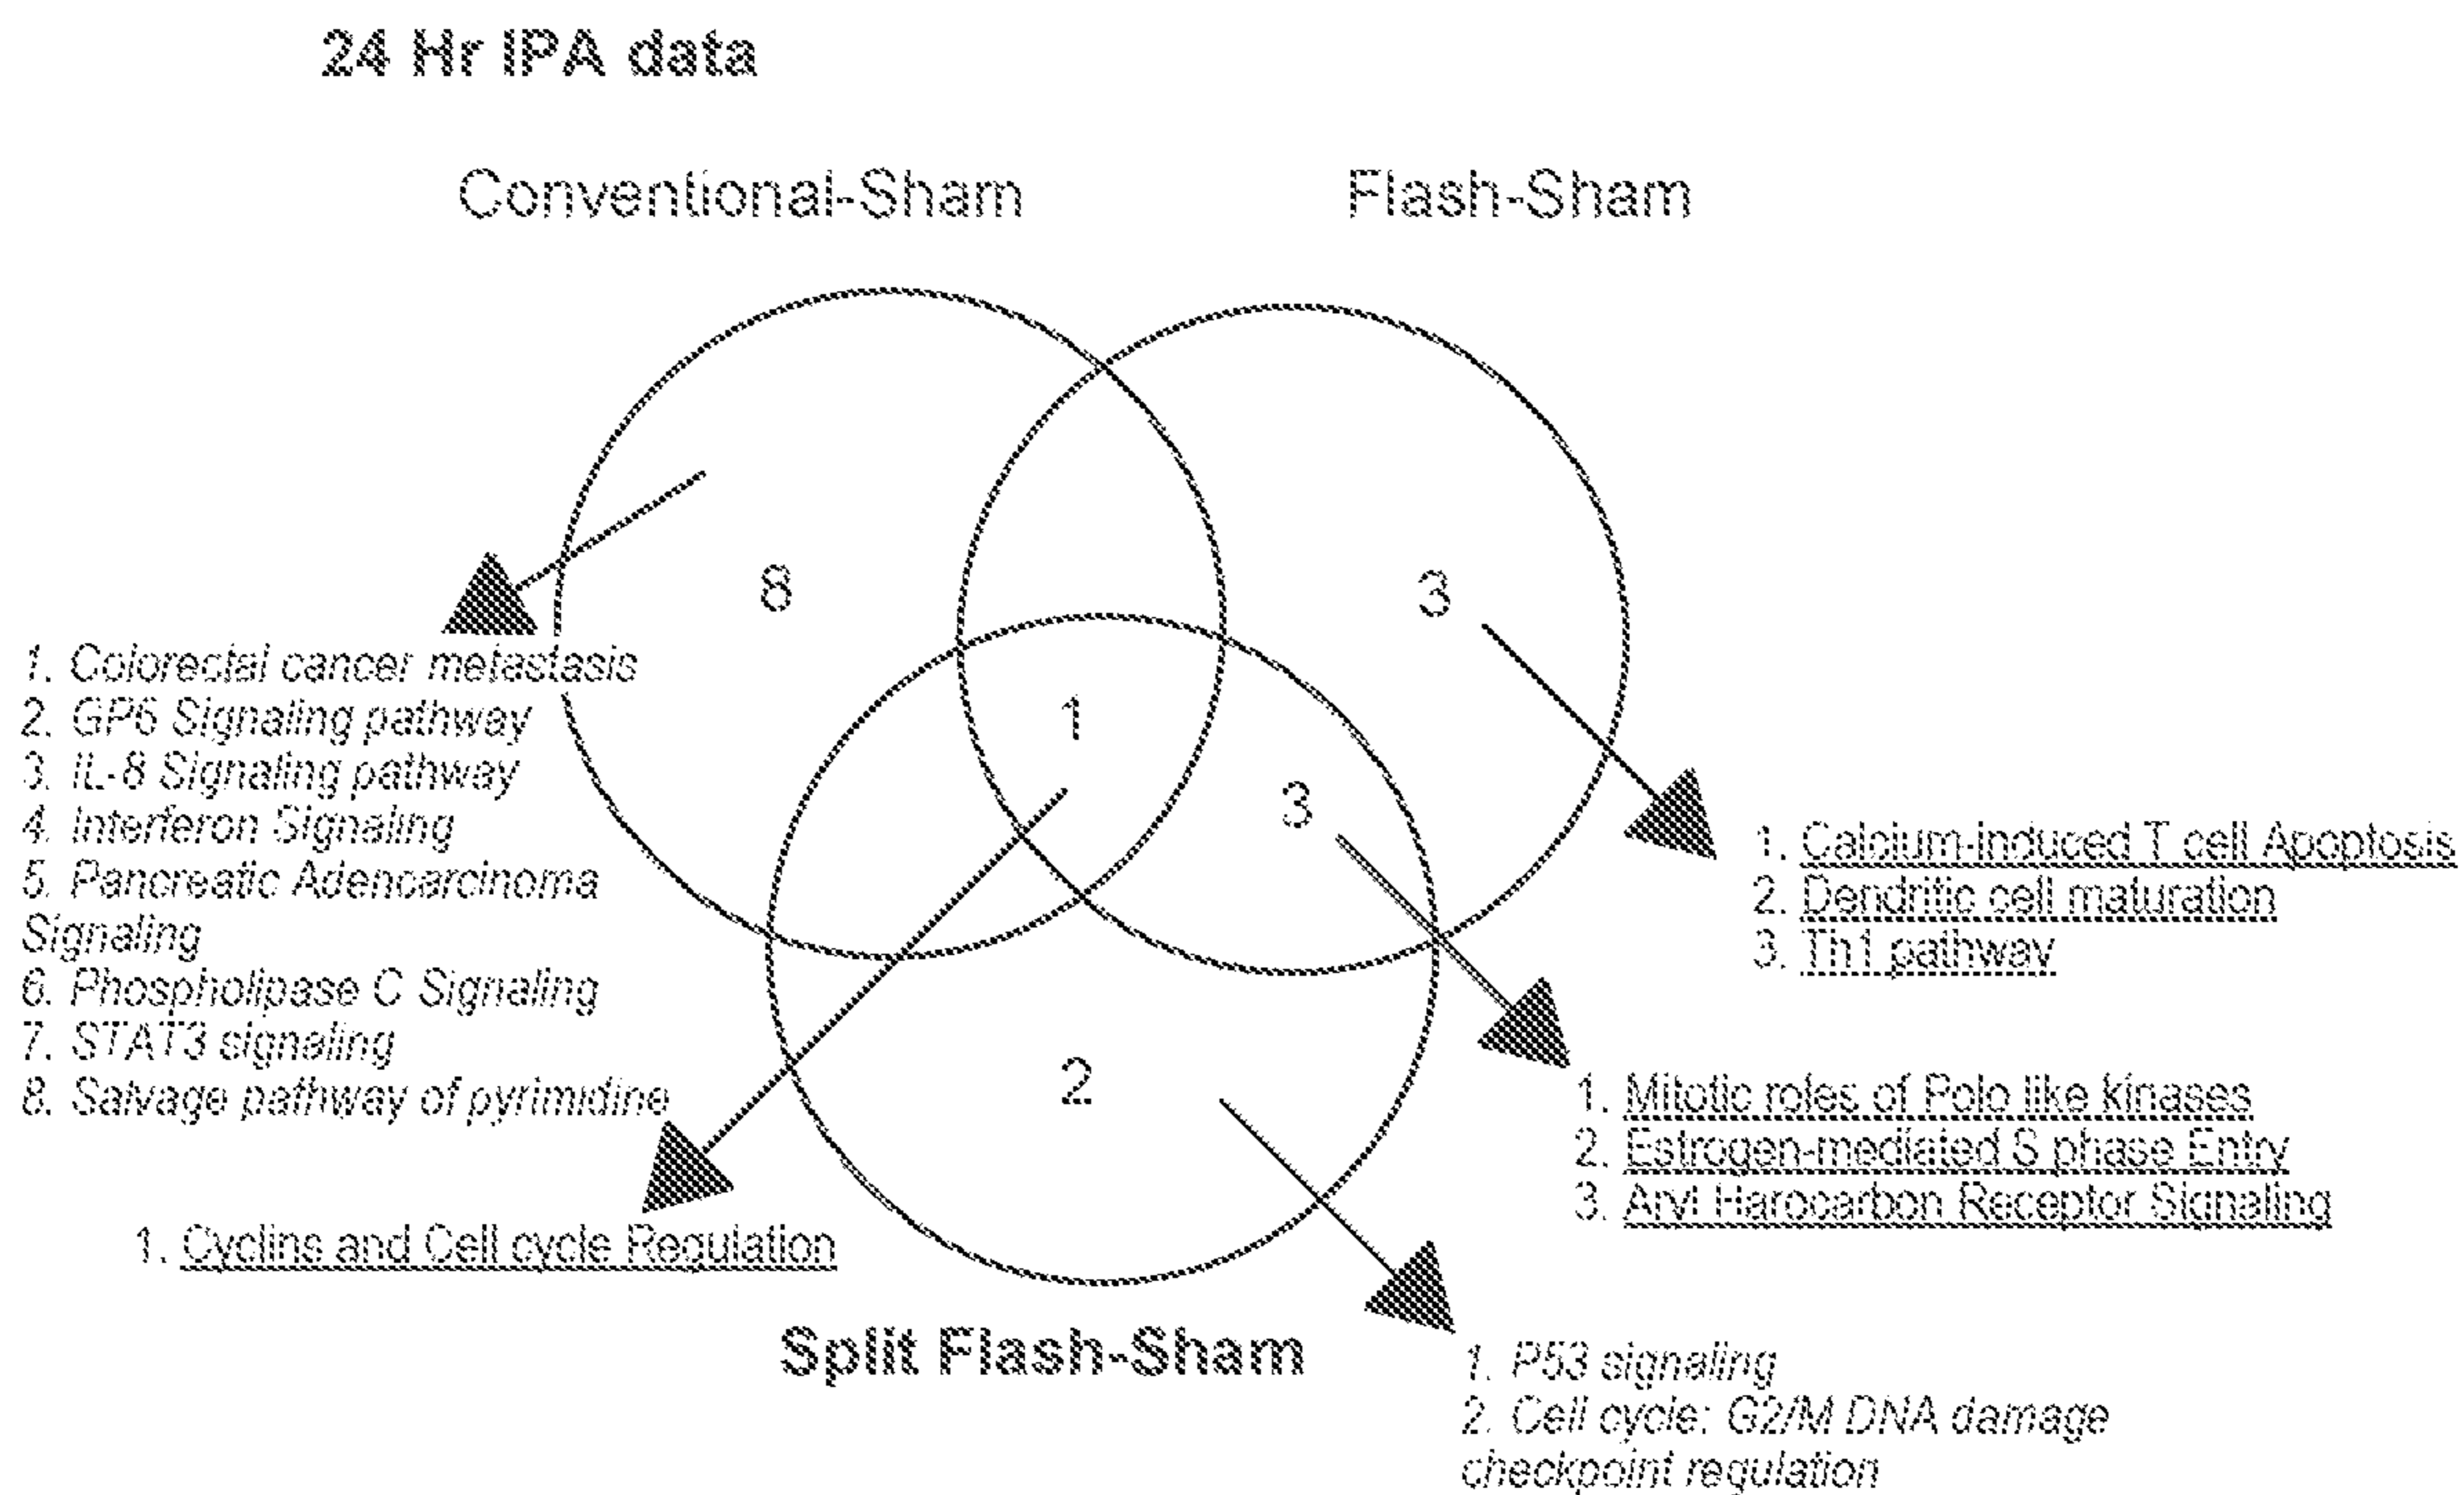 24 Hr IPA data
Conventional-Sham
Flash-Sham
8
3
1
3
2
1. Colorectal cancer metastasis
2. GP6 Signaling pathway
3. IL-8 Signaling pathway
4. Interferon Signaling
5. Pancreatic Adenoarcinoma
Signaling
6. Phospholipase C Signaling
7. STAT3 signaling
8. Salvage pathway of pyrimidine
1. Calcium-induced T cell Apoptosis
2. Dendritic cell maturation
3. Th1 pathway
1. Mitotic roles of Polo like kinases
2. Estrogen-mediated S phase Entry
3. Aryl Harocarbon Receptor Signaling
1. Cyclins and Cell cycle Regulation
Split Flash-Sham
1. P53 signaling
2. Cell cycle: G2/M DNA damage
checkpoint regulation